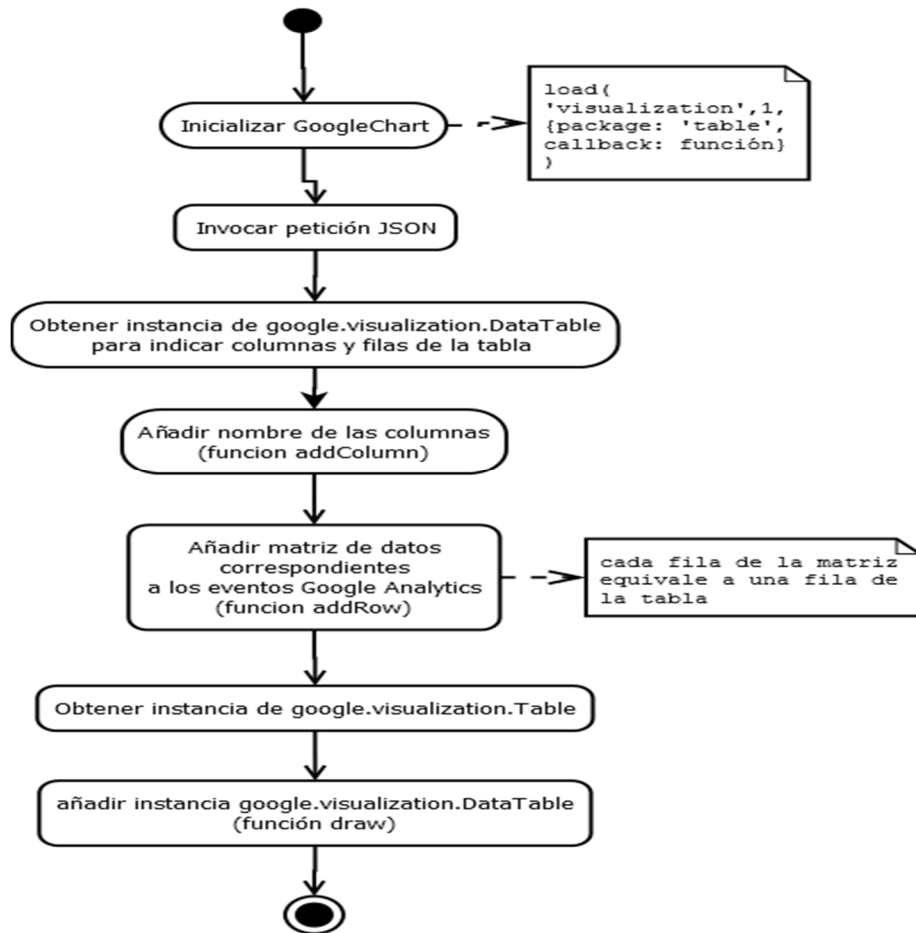 Inicializar GoogleChart
load(
'visualization',1,
{package: 'table',
callback: función}
)
Invocar petición JSON
Obtener instancia de google.visualization.DataTable
para indicar columnas y filas de la tabla
Añadir nombre de las columnas
(funcion addColumn)
Añadir matriz de datos
correspondientes
a los eventos Google Analytics
(funcion addRow)
cada fila de la matriz
equivale a una fila de
la tabla
Obtener instancia de google.visualization.Table
añadir instancia google.visualization.DataTable
(función draw)